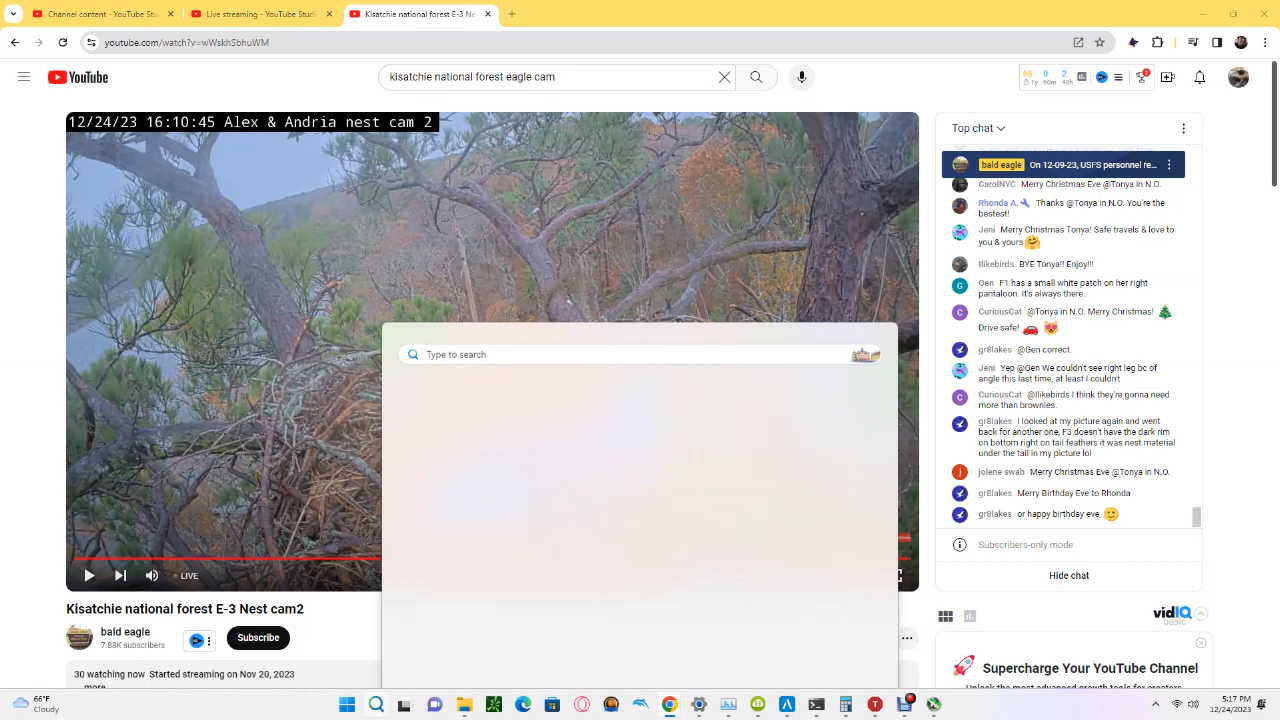 Channel content - YouTube Stu
Live streaming - YouTube Studi
Kisatchie national forest E-3 Ne
youtube.com/watch?v=wWskhSbhuWM
YouTube
kisatchie national forest eagle cam
66 0 2
1y 60m 48h
12/24/23 16:10:45 Alex & Andria nest cam 2
Type to search
LIVE
Kisatchie national forest E-3 Nest cam2
bald eagle
7.88K subscribers
Subscribe
30 watching now Started streaming on Nov 20, 2023
more
Top chat
bald eagle On 12-09-23, USFS personnel re...
CarolNYC Merry Christmas Eve @Tonya in N.O.
Rhonda A. Thanks @Tonya in N.O. You're the
bestest!
Jeni Merry Christmas Tonya! Safe travels & love to
you & yours
Ilikebirds BYE Tonya!! Enjoy!!!
Gen F1 has a small white patch on her right
pantaloon. It's always there.
CuriousCat @Tonya in N.O. Merry Christmas!
Drive safe!
gr8lakes @Gen correct.
Jeni Yep @Gen We couldn't see right leg bc of
angle this last time, at least I couldn't
CuriousCat @Ilikebirds I think they're gonna need
more than brownies.
gr8lakes I looked at my picture again and went
back for another one, F3 doesn't have the dark rim
on bottom right on tail feathers it was nest material
under the tail in my picture lol
jolene swab Merry Christmas Eve @Tonya in N.O.
gr8lakes Merry Birthday Eve to Rhonda
gr8lakes or happy birthday eve
Subscribers-only mode
Hide chat
vidIQ
basic
Supercharge Your YouTube Channel
66°F
Cloudy
5:17 PM
12/24/2023